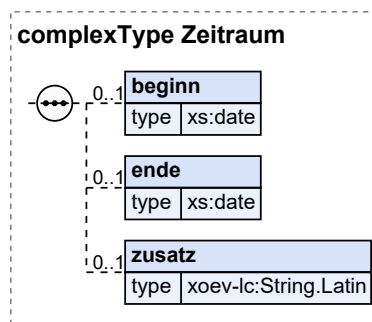 complexType Zeitraum
0..1 beginn
type xs:date
0..1 ende
type xs:date
0..1 zusatz
type xoev-lc:String.Latin